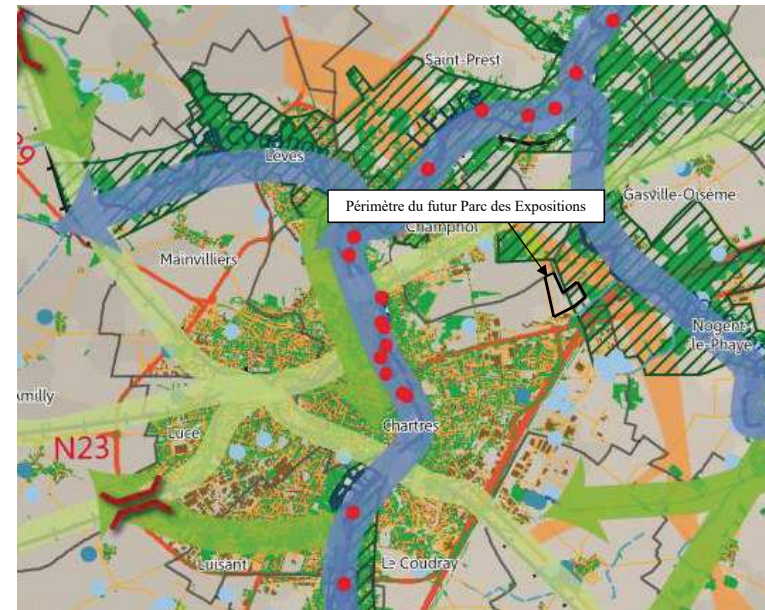 Saint-Prest
L'Eure
Lèves
Gasville-Oisème
Périmètre du futur Parc des Expositions
Champhol
Mainvilliers
Nogent
le-Phaye
Amilly
Lucé
Chartres
N23
Luisant
Le Coudray